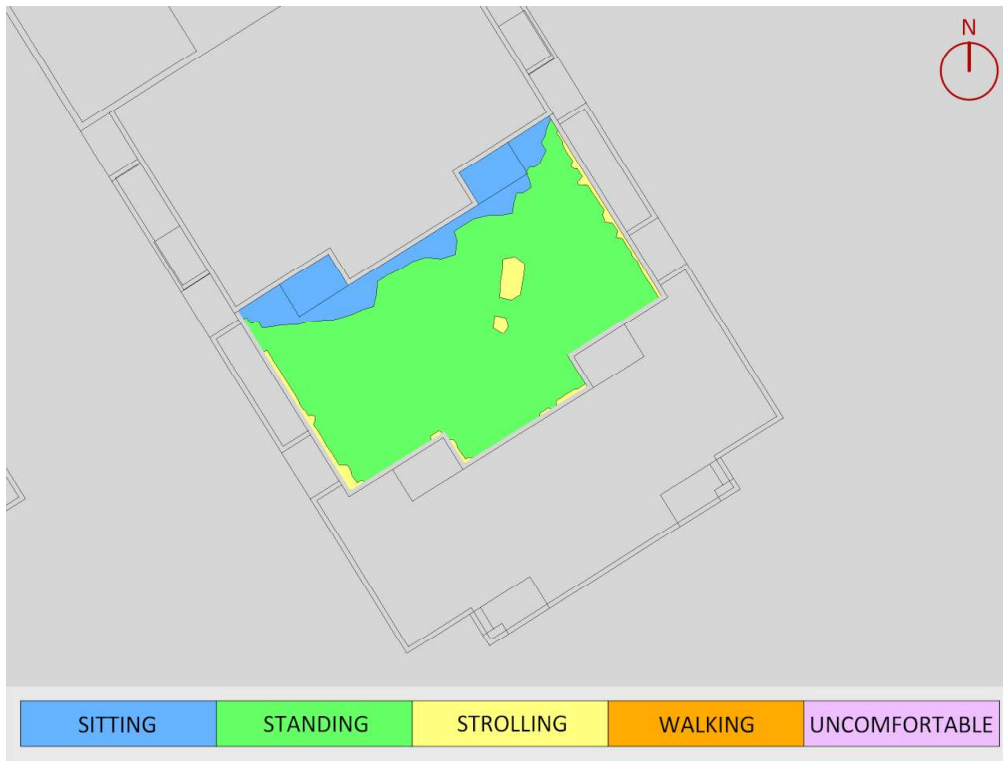 N
SITTING
STANDING
STROLLING
WALKING
UNCOMFORTABLE